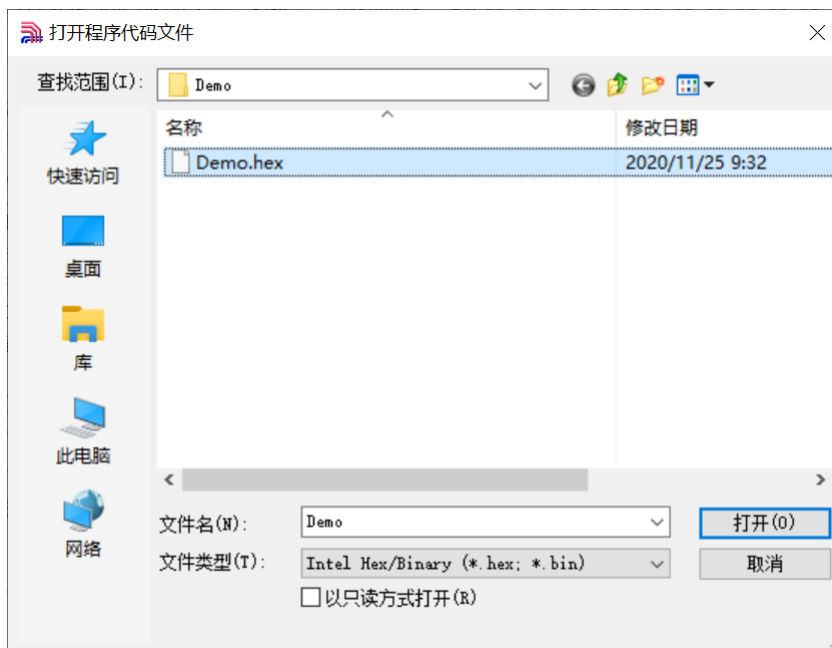 打开程序代码文件
查找范围(I):
Demo
名称
修改日期
Demo.hex
2020/11/25 9:32
快速访问
桌面
库
此电脑
网络
文件名(N):
Demo
打开(O)
文件类型(T):
Intel Hex/Binary (*.hex; *.bin)
取消
以只读方式打开(R)